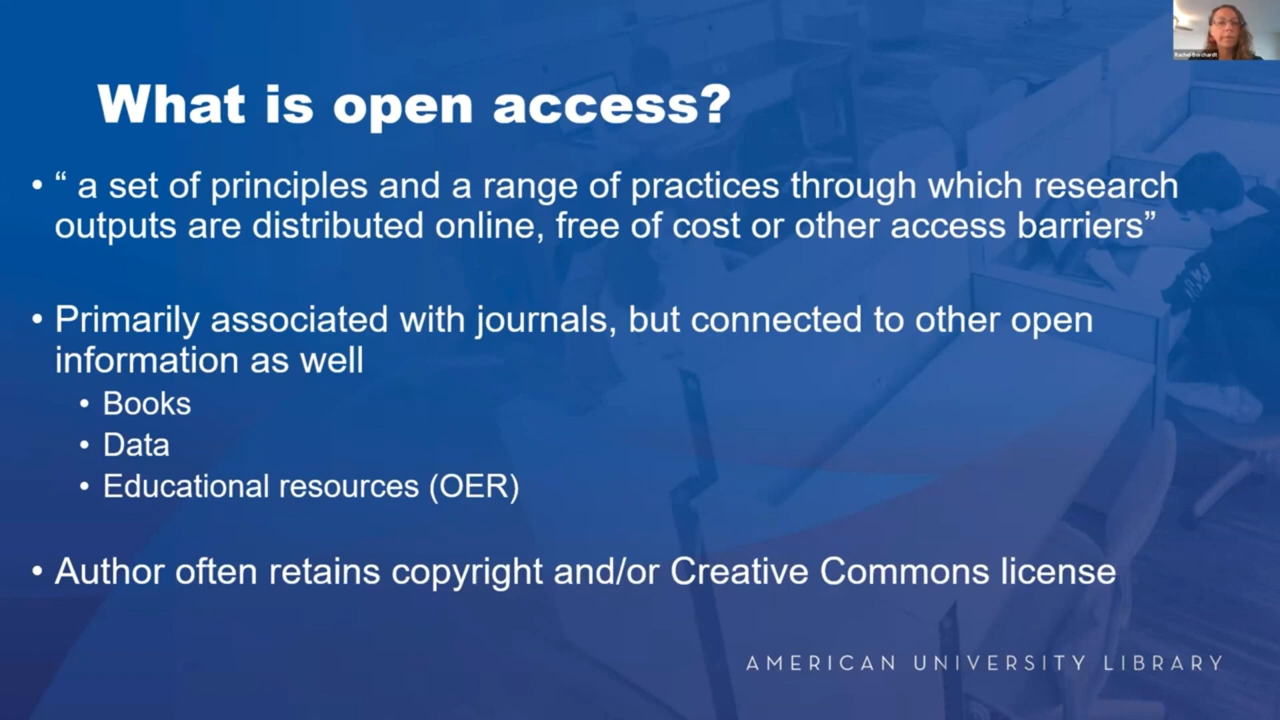 Rachel Borchardt
What is open access?
• “ a set of principles and a range of practices through which research
outputs are distributed online, free of cost or other access barriers”
• Primarily associated with journals, but connected to other open
information as well
• Books
• Data
• Educational resources (OER)
• Author often retains copyright and/or Creative Commons license
AMERICAN UNIVERSITY LIBRARY